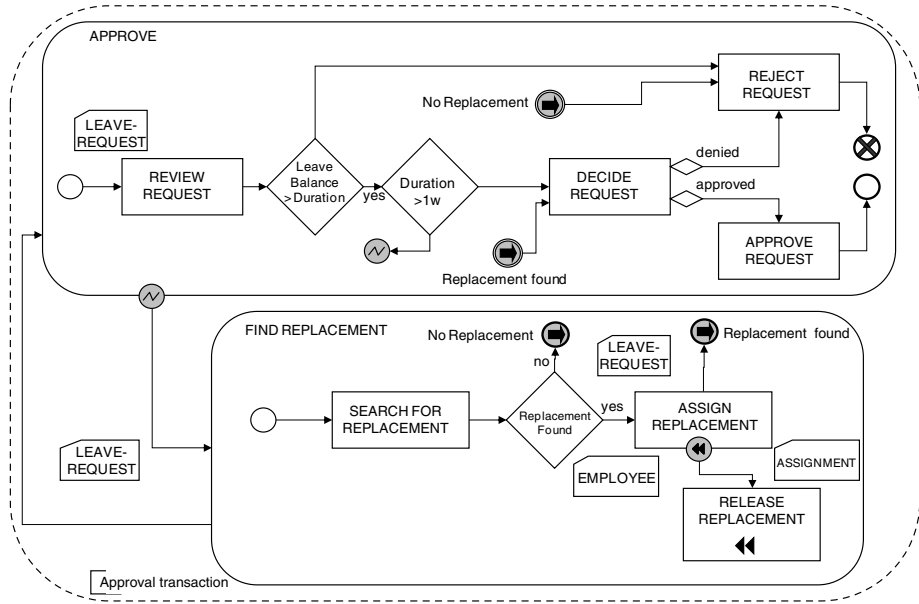 APPROVE
LEAVE-
REQUEST
REVIEW
REQUEST
Leave
Balance
>Duration
yes
Duration
>1w
No Replacement
Replacement found
DECIDE
REQUEST
denied
approved
REJECT
REQUEST
APPROVE
REQUEST
FIND REPLACEMENT
LEAVE-
REQUEST
SEARCH FOR
REPLACEMENT
Replacement
Found
no
No Replacement
yes
LEAVE-
REQUEST
Replacement found
ASSIGN
REPLACEMENT
EMPLOYEE
ASSIGNMENT
RELEASE
REPLACEMENT
Approval transaction